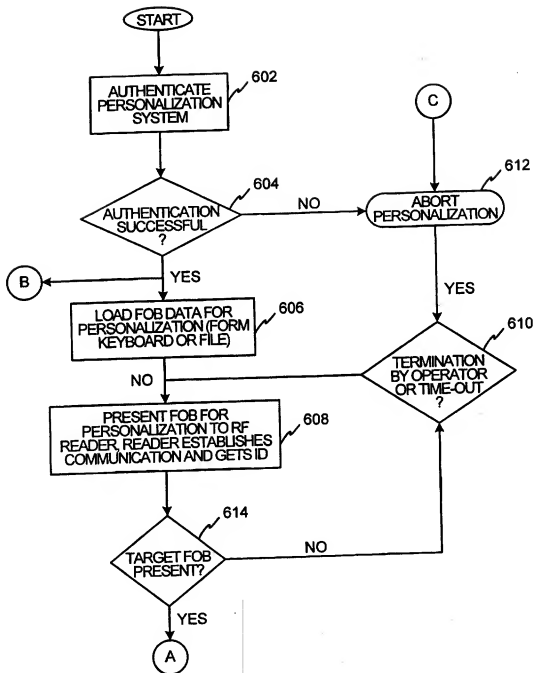 START
AUTHENTICATE
PERSONALIZATION
SYSTEM
602
C
604
AUTHENTICATION
SUCCESSFUL
?
NO
612
ABORT
PERSONALIZATION
B
YES
YES
LOAD FOB DATA FOR
PERSONALIZATION (FORM
KEYBOARD OR FILE)
606
610
TERMINATION
BY OPERATOR
OR TIME-OUT
?
NO
PRESENT FOB FOR
PERSONALIZATION TO RF
READER, READER ESTABLISHES
COMMUNICATION AND GETS ID
608
614
TARGET FOB
PRESENT?
NO
YES
A